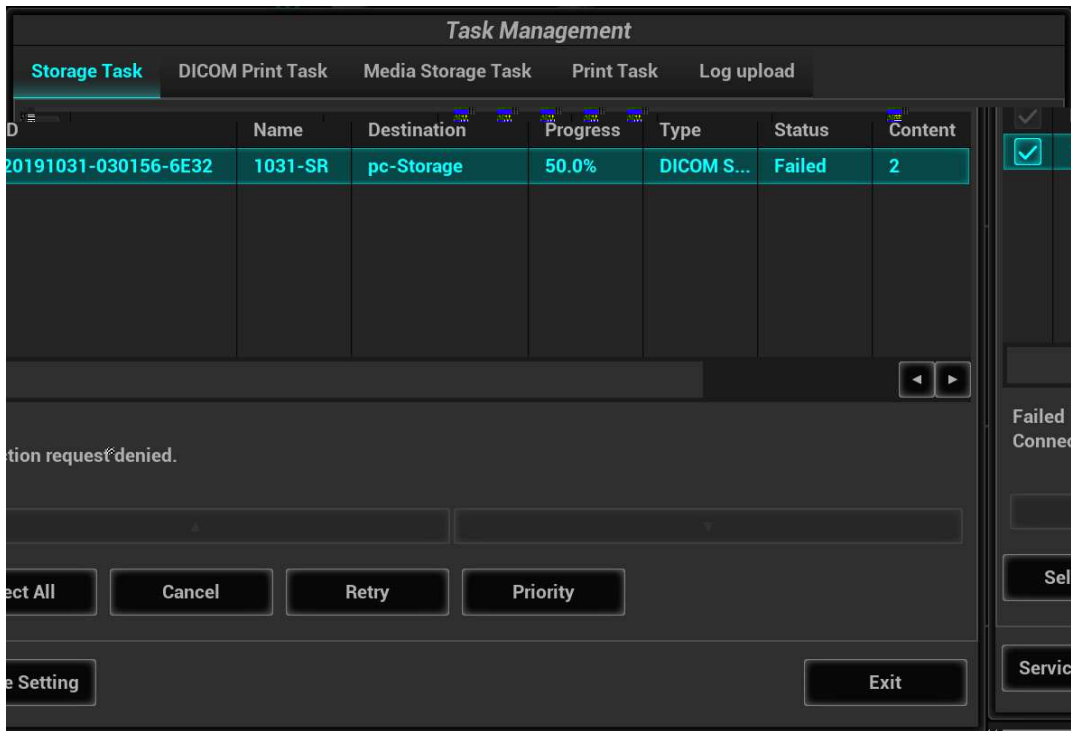 Task Management
Storage Task DICOM Print Task Media Storage Task Print Task Log upload
D Name Destination Progress Type Status Content
20191031-030156-6E32 1031-SR pc-Storage 50.0% DICOM S... Failed 2
Failed
Connec
tion request denied.
ect All Cancel Retry Priority
Sel
e Setting Exit
Servic